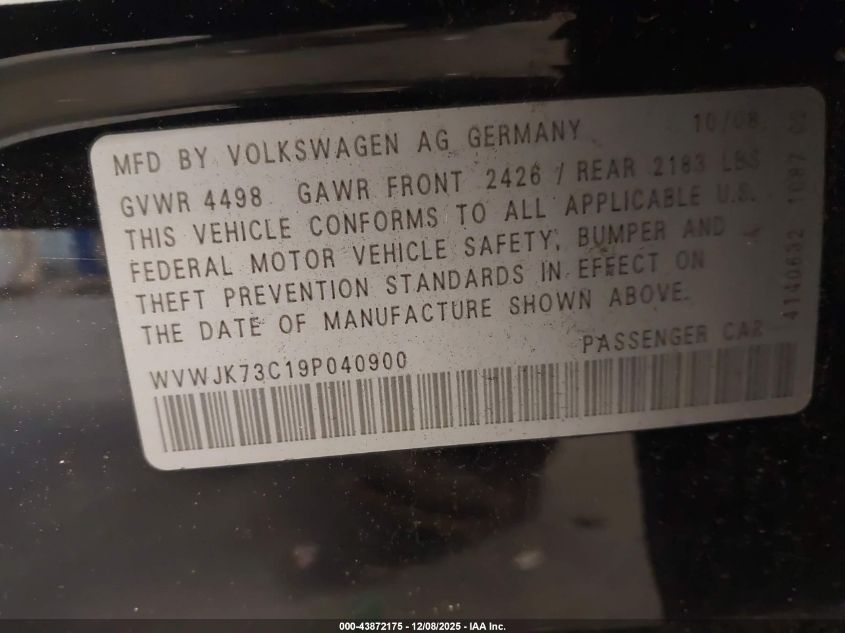 MFD BY VOLKSWAGEN AG GERMANY 10/08
GVWR 4498 GAWR FRONT 2426 / REAR 2183 LBS
THIS VEHICLE CONFORMS TO ALL APPLICABLE U.S.
FEDERAL MOTOR VEHICLE SAFETY, BUMPER AND
THEFT PREVENTION STANDARDS IN EFFECT ON
THE DATE OF MANUFACTURE SHOWN ABOVE.
PASSENGER CAR
WVWJK73C19P040900
4140632 1087
000-43872175 - 12/08/2025 - IAA Inc.